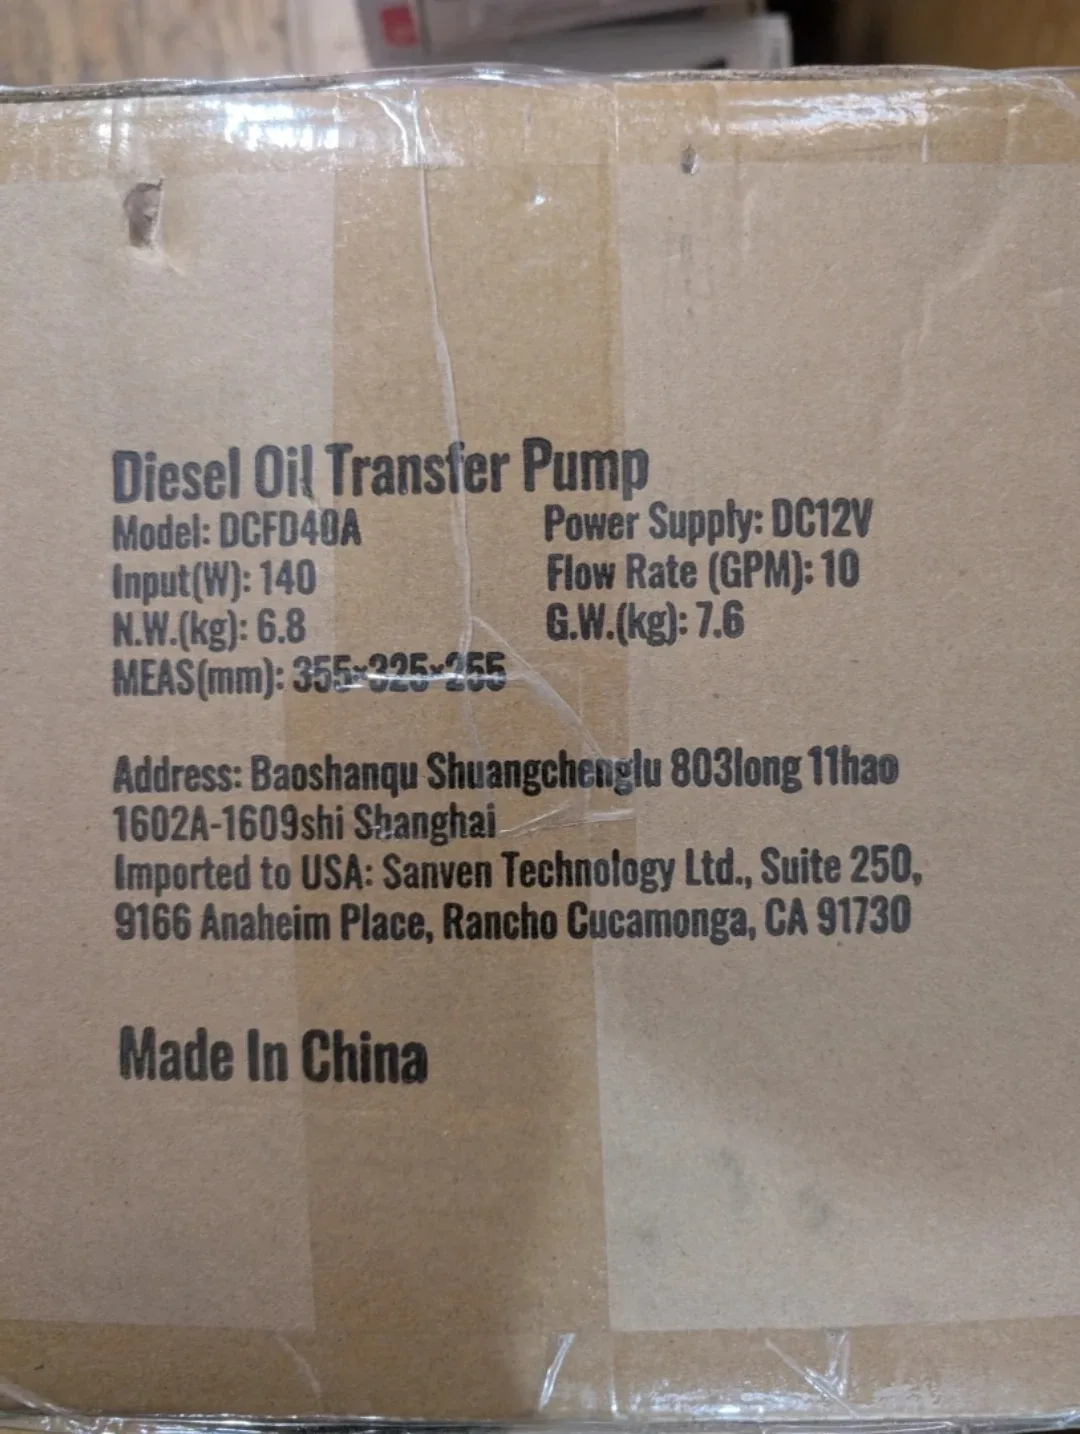 Diesel Oil Transfer Pump
Model: DCFD40A
Power Supply: DC12V
Input(W): 140
Flow Rate (GPM): 10
N.W.(kg): 6.8
G.W.(kg): 7.6
MEAS(mm): 355×325×255
Address: Baoshanqu Shuangchenglu 803long 11hao
1602A-1609shi Shanghai
Imported to USA: Sanven Technology Ltd., Suite 250,
9166 Anaheim Place, Rancho Cucamonga, CA 91730
Made In China